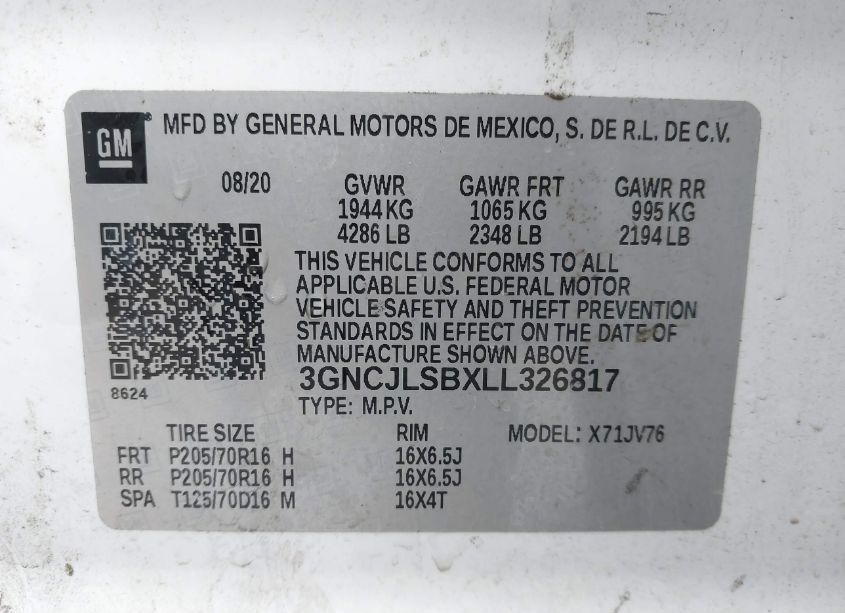 GM® MFD BY GENERAL MOTORS DE MEXICO, S. DE R.L. DE C.V.
08/20 GVWR GAWR FRT GAWR RR
1944 KG 1065 KG 995 KG
4286 LB 2348 LB 2194 LB
THIS VEHICLE CONFORMS TO ALL
APPLICABLE U.S. FEDERAL MOTOR
VEHICLE SAFETY AND THEFT PREVENTION
STANDARDS IN EFFECT ON THE DATE OF
MANUFACTURE SHOWN ABOVE.
3GNCJLSBXLL326817
8624
TYPE: M.P.V.
TIRE SIZE RIM MODEL: X71JV76
FRT P205/70R16 H 16X6.5J
RR P205/70R16 H 16X6.5J
SPA T125/70D16 M 16X4T